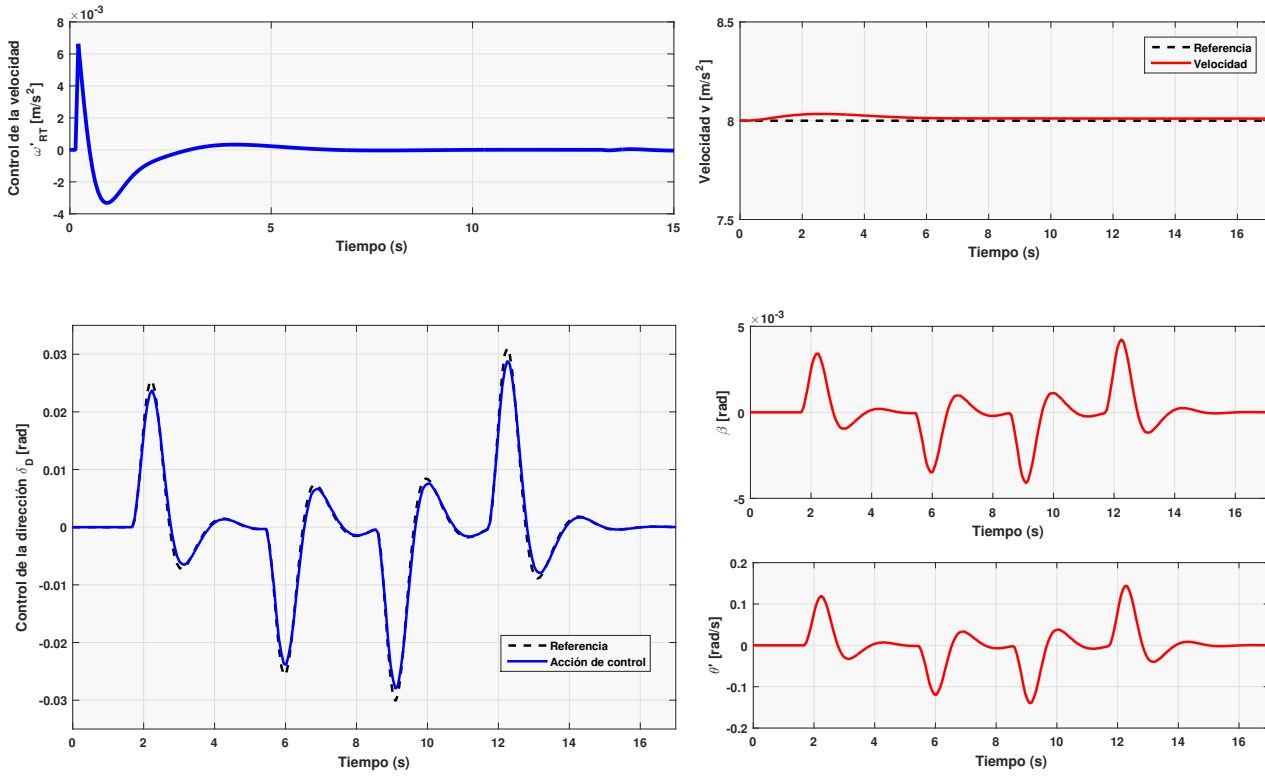 ×10⁻³
8
6
4
2
0
-2
-4
0 5 10 15
Tiempo (s)
Control de la velocidad
ω'RT [m/s²]
8.5
8
7.5
0 2 4 6 8 10 12 14 16
Tiempo (s)
Velocidad v [m/s²]
Referencia
Velocidad
0.03
0.02
0.01
0
-0.01
-0.02
-0.03
0 2 4 6 8 10 12 14 16
Tiempo (s)
Control de la dirección δD [rad]
Referencia
Acción de control
×10⁻³
5
0
-5
0 2 4 6 8 10 12 14 16
β [rad]
0.2
0.1
0
-0.1
-0.2
0 2 4 6 8 10 12 14 16
Tiempo (s)
θ' [rad/s]